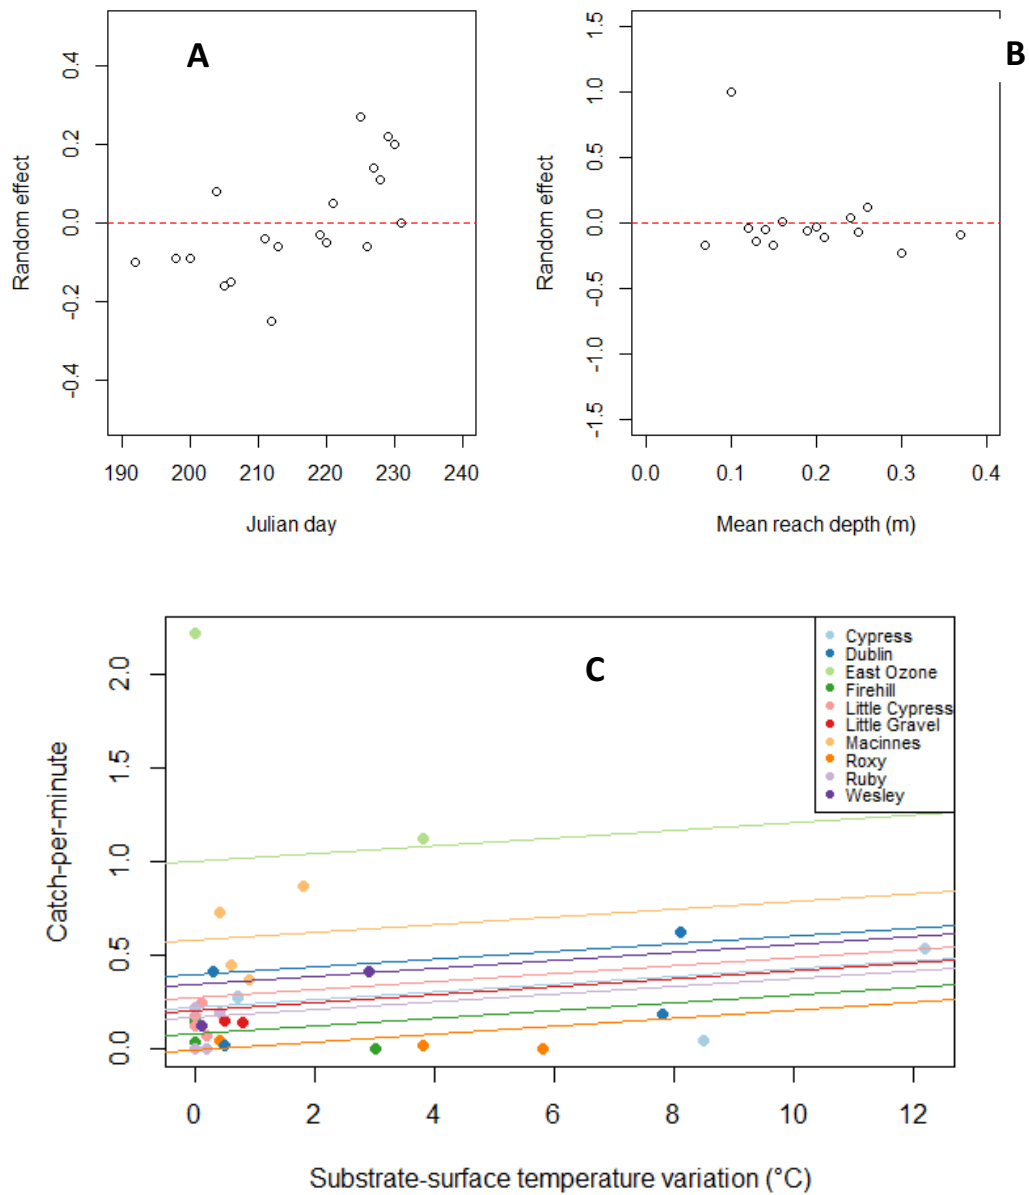 A
Random effect
0.4
0.2
0.0
-0.2
-0.4
190 200 210 220 230 240
Julian day
B
Random effect
1.5
1.0
0.5
0.0
-0.5
-1.0
-1.5
0.0 0.1 0.2 0.3 0.4
Mean reach depth (m)
C
Catch-per-minute
2.0
1.5
1.0
0.5
0.0
Cypress
Dublin
East Ozone
Firehill
Little Cypress
Little Gravel
Macinnes
Roxy
Ruby
Wesley
0 2 4 6 8 10 12
Substrate-surface temperature variation (°C)